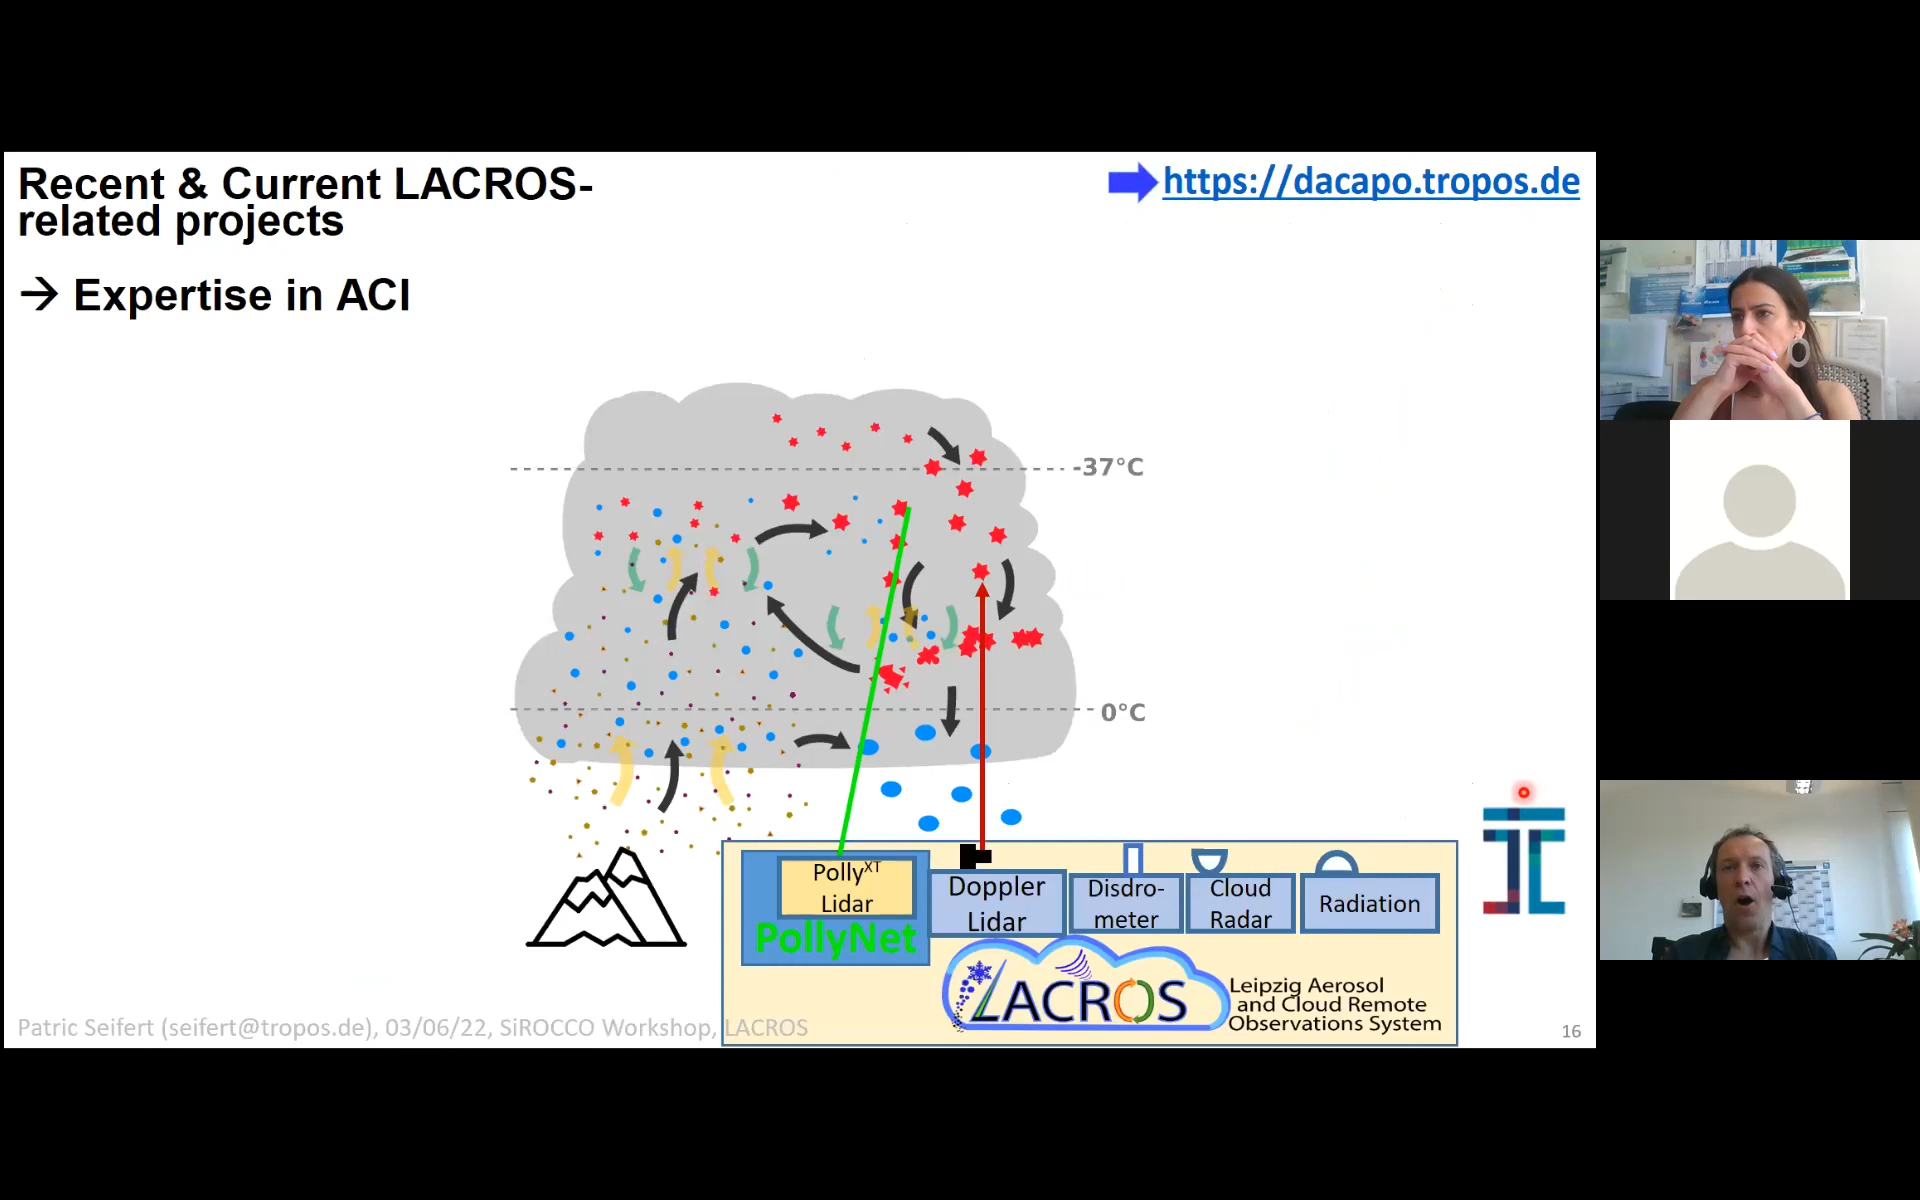 Recent & Current LACROS-
related projects
→ Expertise in ACI
https://dacapo.tropos.de
-37°C
0°C
Polly^XT
Lidar
PollyNet
Doppler
Lidar
Disdro-
meter
Cloud
Radar
Radiation
LACROS
Leipzig Aerosol
and Cloud Remote
Observations System
Patric Seifert (seifert@tropos.de), 03/06/22, SiROCCO Workshop, LACROS
16